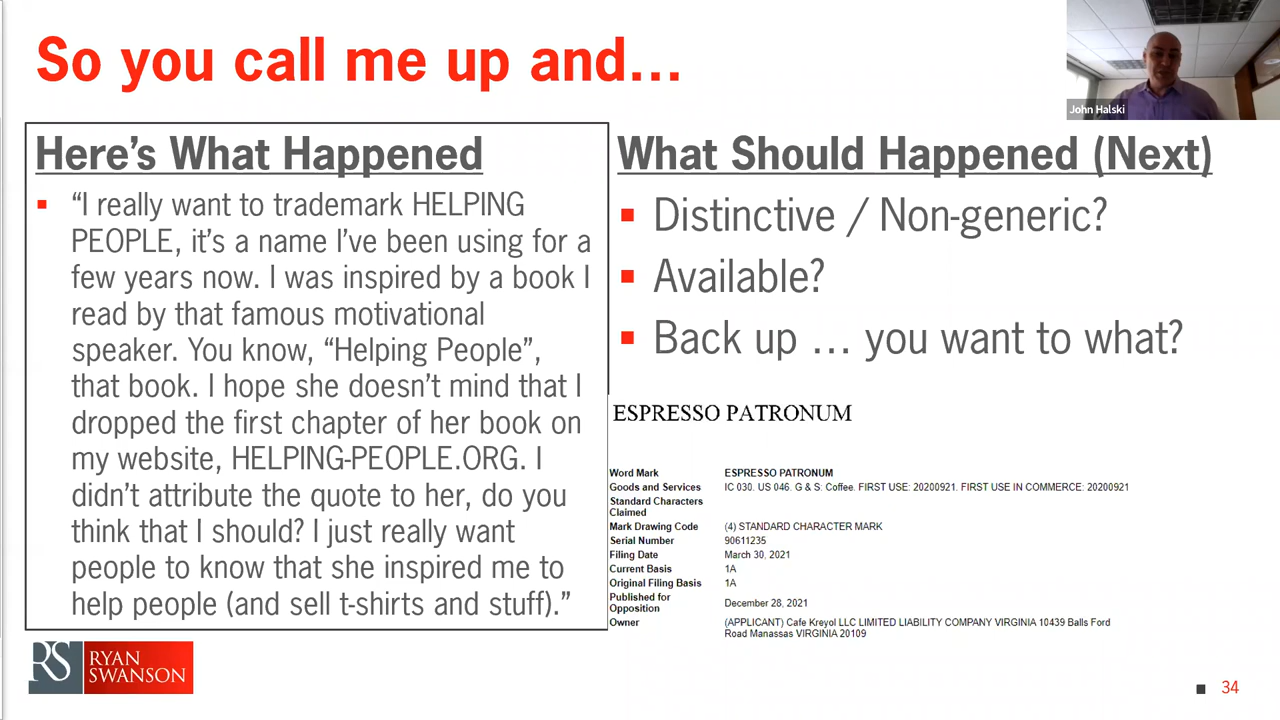 So you call me up and...
John Halski
Here's What Happened
"I really want to trademark HELPING
PEOPLE, it's a name I've been using for a
few years now. I was inspired by a book I
read by that famous motivational
speaker. You know, "Helping People",
that book. I hope she doesn't mind that I
dropped the first chapter of her book on
my website, HELPING-PEOPLE.ORG. I
didn't attribute the quote to her, do you
think that I should? I just really want
people to know that she inspired me to
help people (and sell t-shirts and stuff)."
What Should Happened (Next)
Distinctive / Non-generic?
Available?
Back up ... you want to what?
ESPRESSO PATRONUM
Word Mark ESPRESSO PATRONUM
Goods and Services IC 030. US 046. G & S: Coffee. FIRST USE: 20200921. FIRST USE IN COMMERCE: 20200921
Standard Characters
Claimed
Mark Drawing Code (4) STANDARD CHARACTER MARK
Serial Number 90611235
Filing Date March 30, 2021
Current Basis 1A
Original Filing Basis 1A
Published for
Opposition December 28, 2021
Owner (APPLICANT) Cafe Kreyol LLC LIMITED LIABILITY COMPANY VIRGINIA 10439 Balls Ford
Road Manassas VIRGINIA 20109
RS RYAN
SWANSON
34